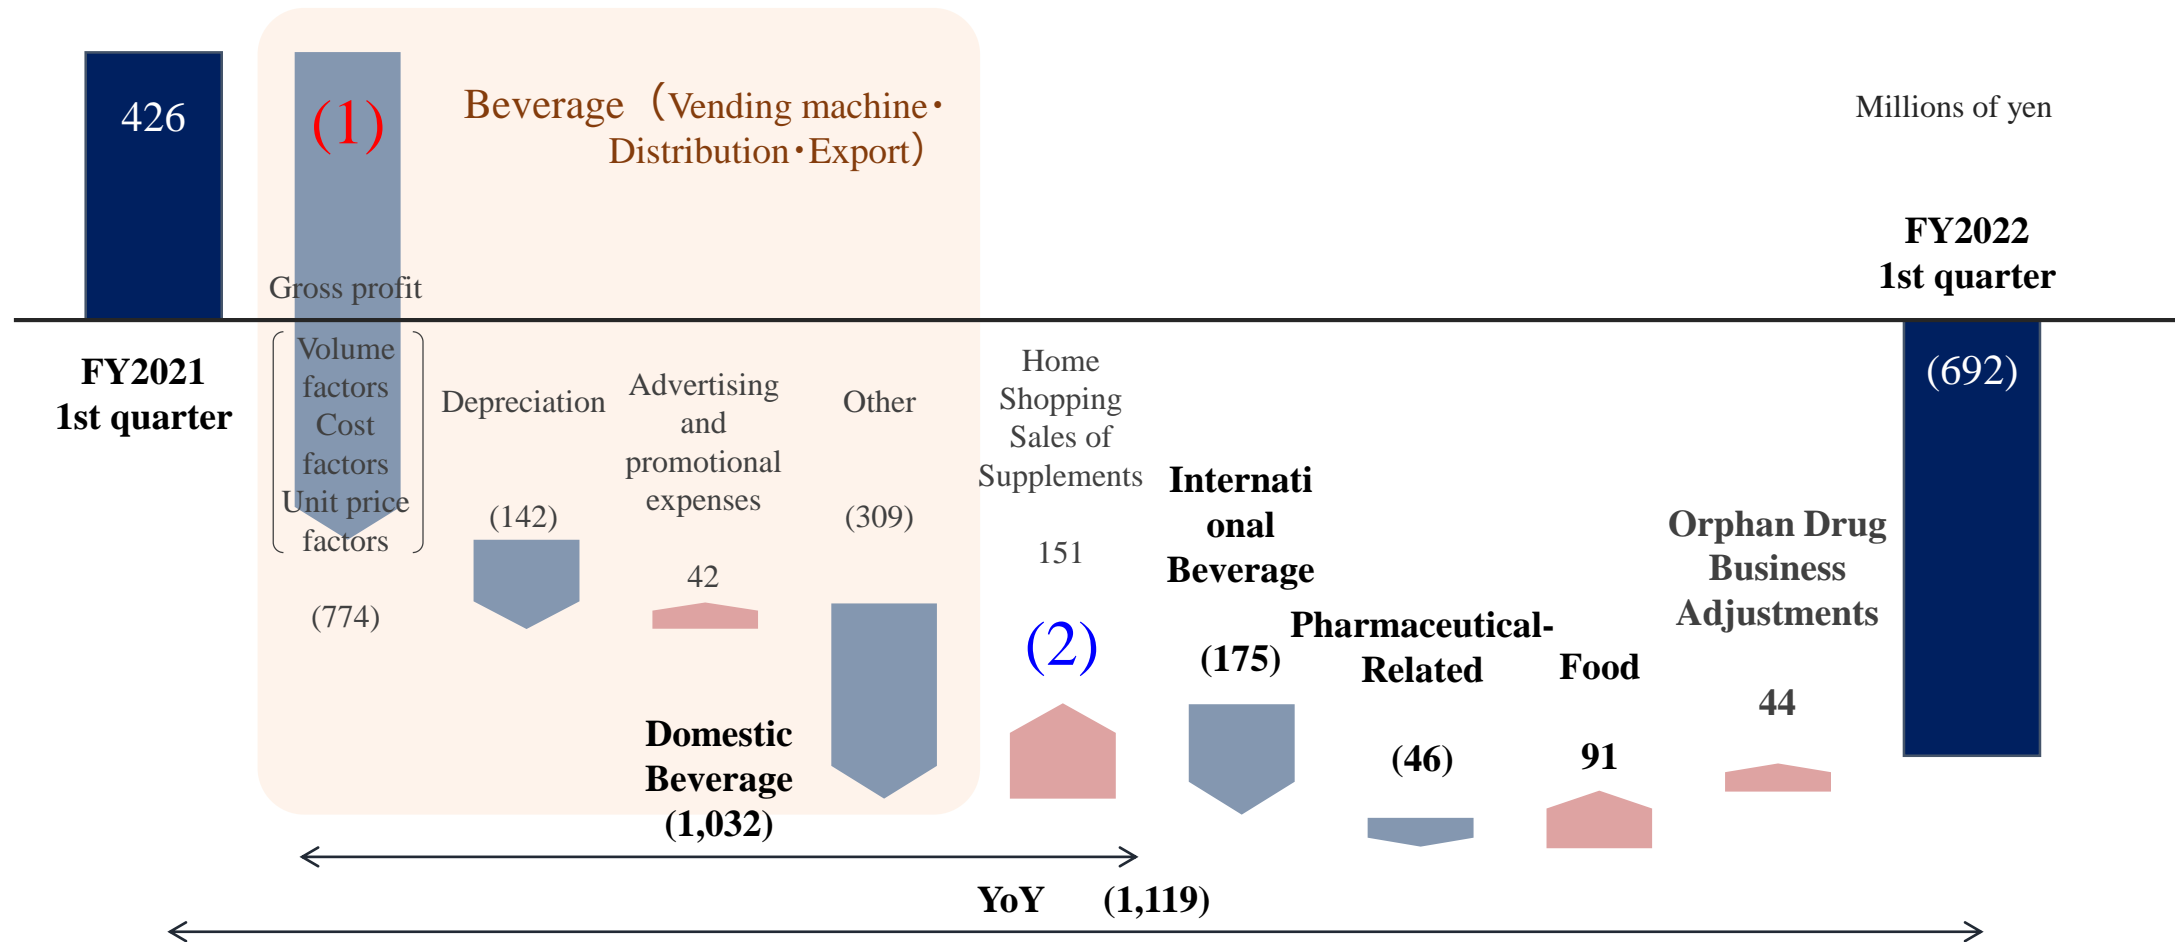 426
(1)
Beverage（Vending machine・
Distribution・Export）
Millions of yen
FY2022
1st quarter
Gross profit
FY2021
1st quarter
Volume
factors
Cost
factors
Unit price
factors
(774)
Depreciation
(142)
Advertising
and
promotional
expenses
42
Other
(309)
Domestic
Beverage
(1,032)
Home
Shopping
Sales of
Supplements
151
(2)
Internati
onal
Beverage
(175)
Pharmaceutical-
Related
(46)
Food
91
Orphan Drug
Business
Adjustments
44
(692)
YoY (1,119)